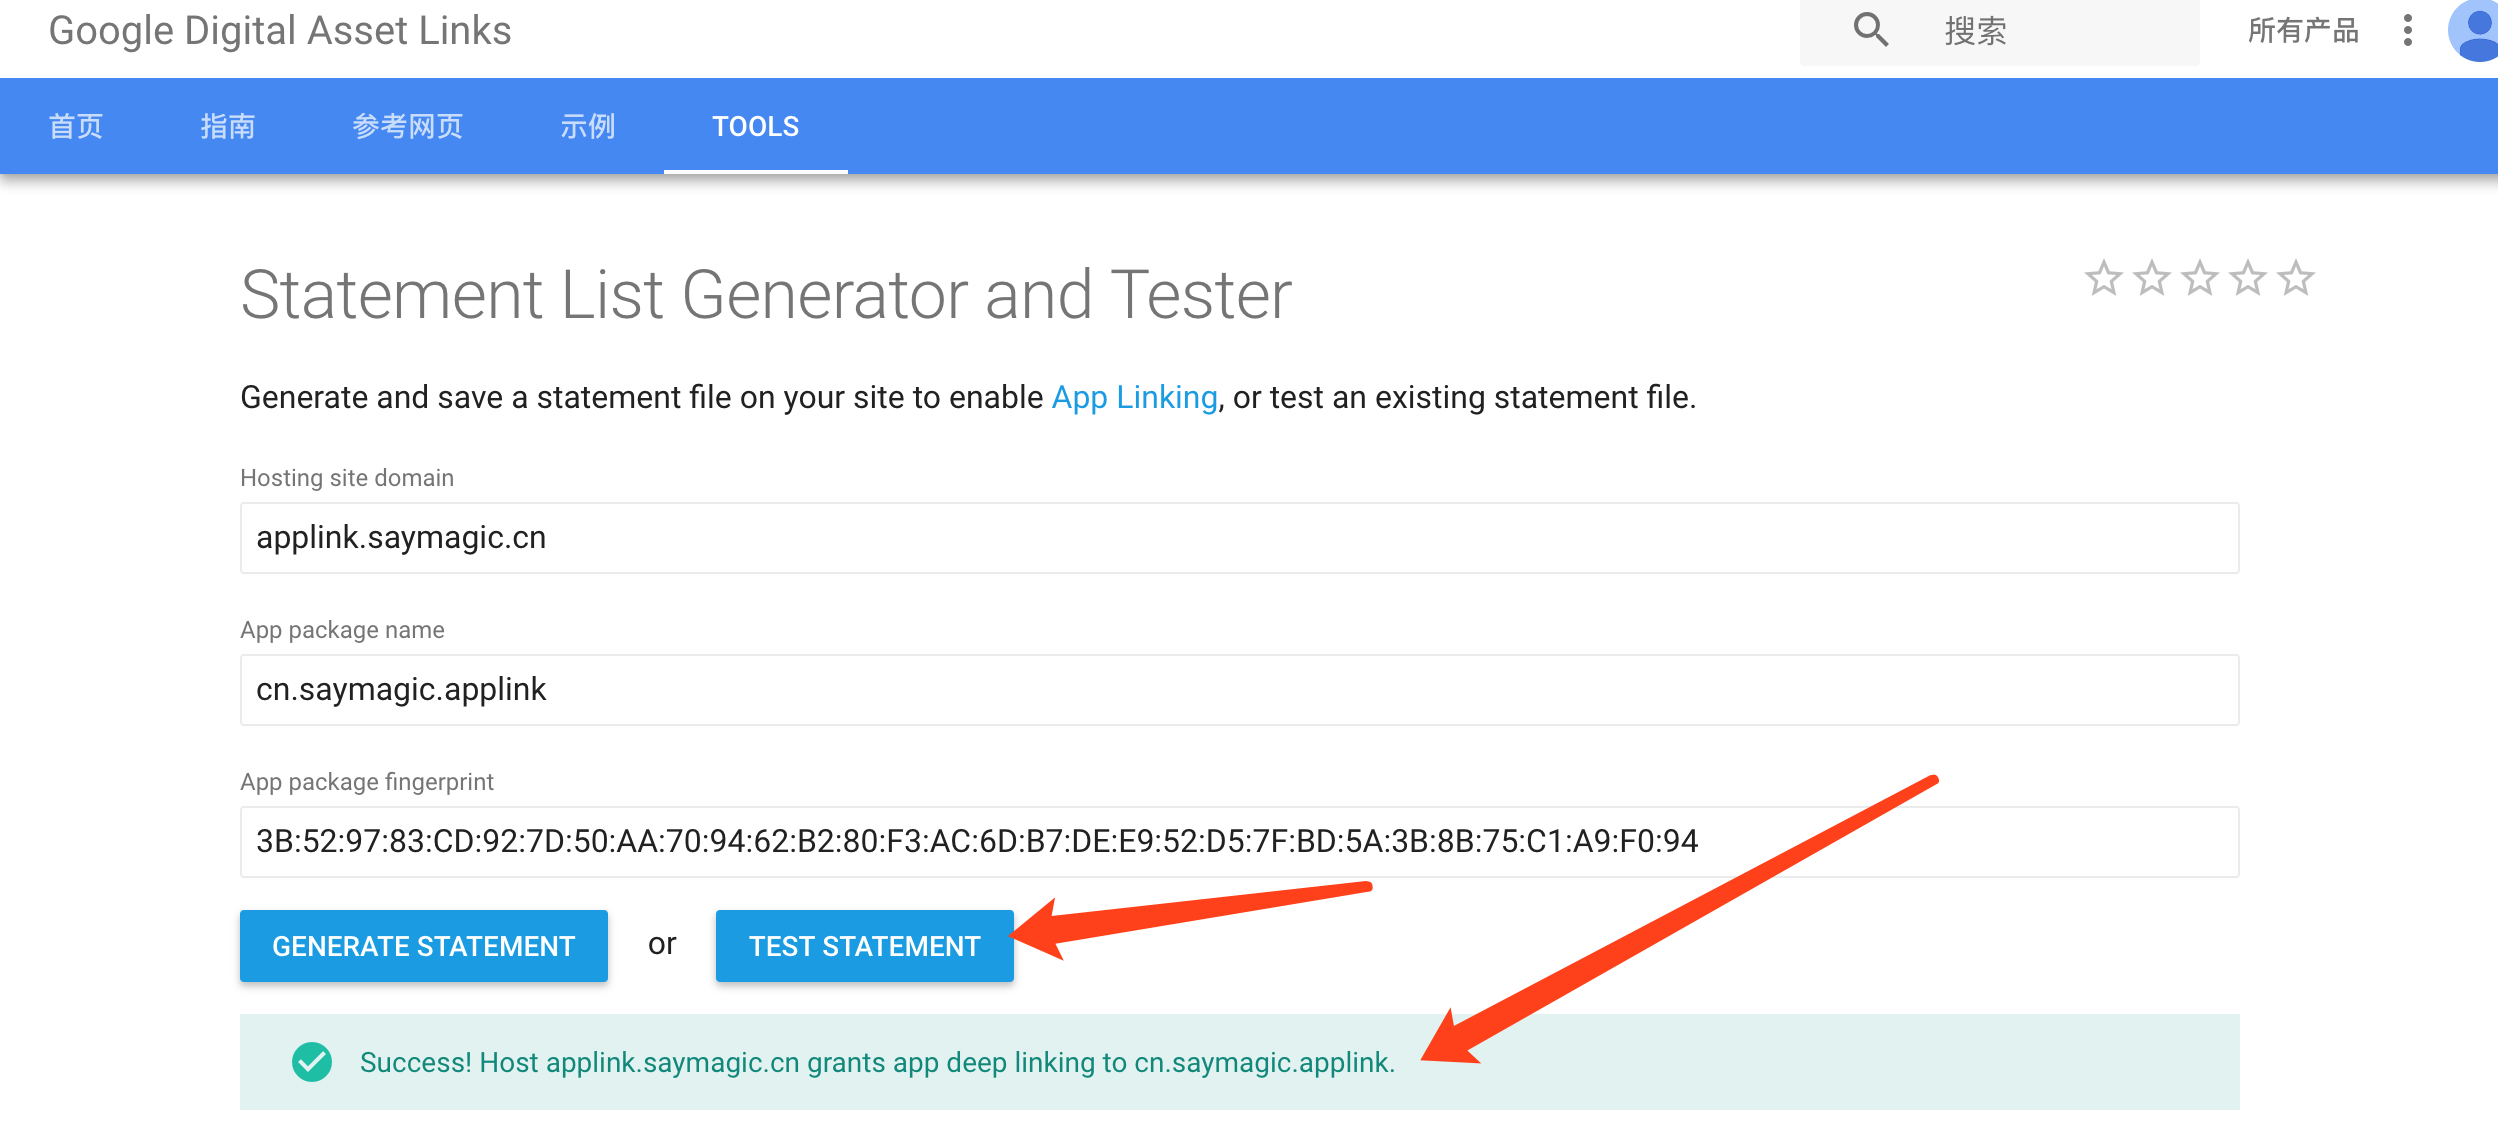 Google Digital Asset Links
搜索
所有产品
首页
指南
参考网页
示例
TOOLS
Statement List Generator and Tester
Generate and save a statement file on your site to enable App Linking, or test an existing statement file.
Hosting site domain
applink.saymagic.cn
App package name
cn.saymagic.applink
App package fingerprint
3B:52:97:83:CD:92:7D:50:AA:70:94:62:B2:80:F3:AC:6D:B7:DE:E9:52:D5:7F:BD:5A:3B:8B:75:C1:A9:F0:94
GENERATE STATEMENT or TEST STATEMENT
Success! Host applink.saymagic.cn grants app deep linking to cn.saymagic.applink.